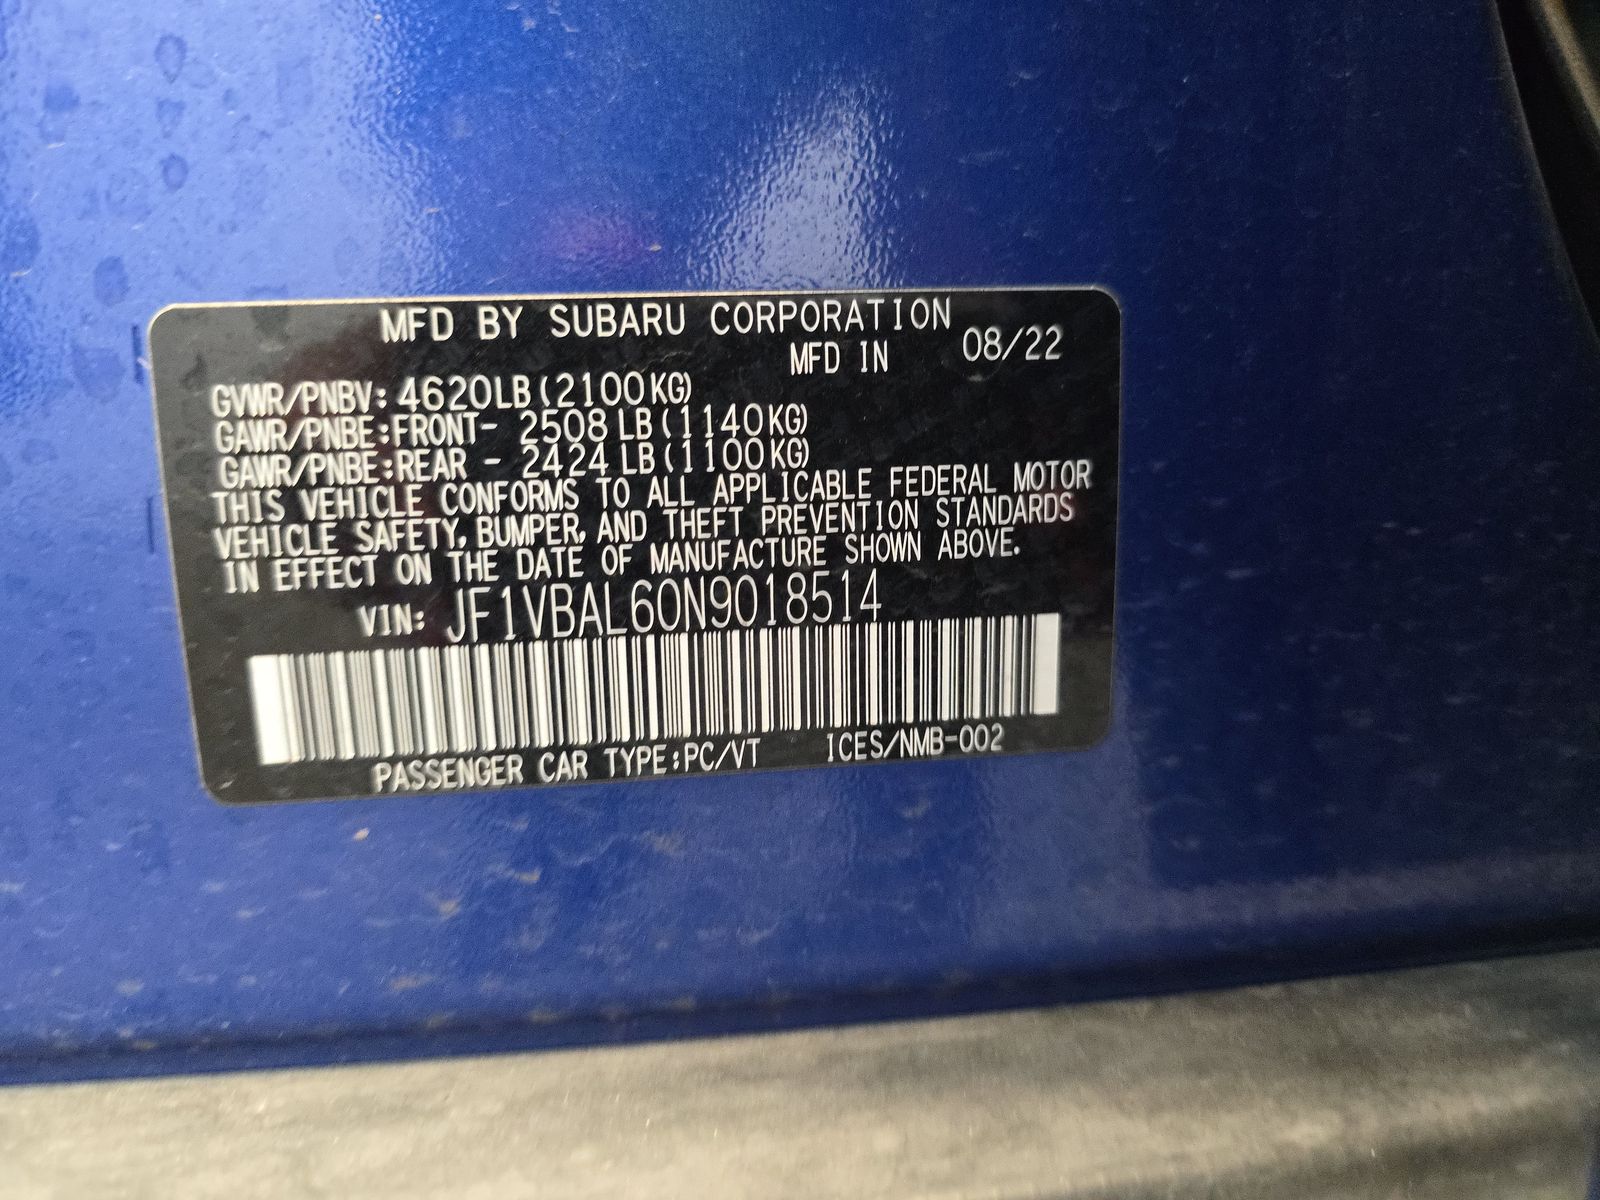 MFD BY SUBARU CORPORATION
MFD IN 08/22
GVWR/PNBV: 4620LB (2100KG)
GAWR/PNBE:FRONT- 2508 LB (1140KG)
GAWR/PNBE:REAR - 2424 LB (1100KG)
THIS VEHICLE CONFORMS TO ALL APPLICABLE FEDERAL MOTOR
VEHICLE SAFETY, BUMPER, AND THEFT PREVENTION STANDARDS
IN EFFECT ON THE DATE OF MANUFACTURE SHOWN ABOVE.
VIN: JF1VBAL60N9018514
PASSENGER CAR TYPE:PC/VT ICES/NMB-002